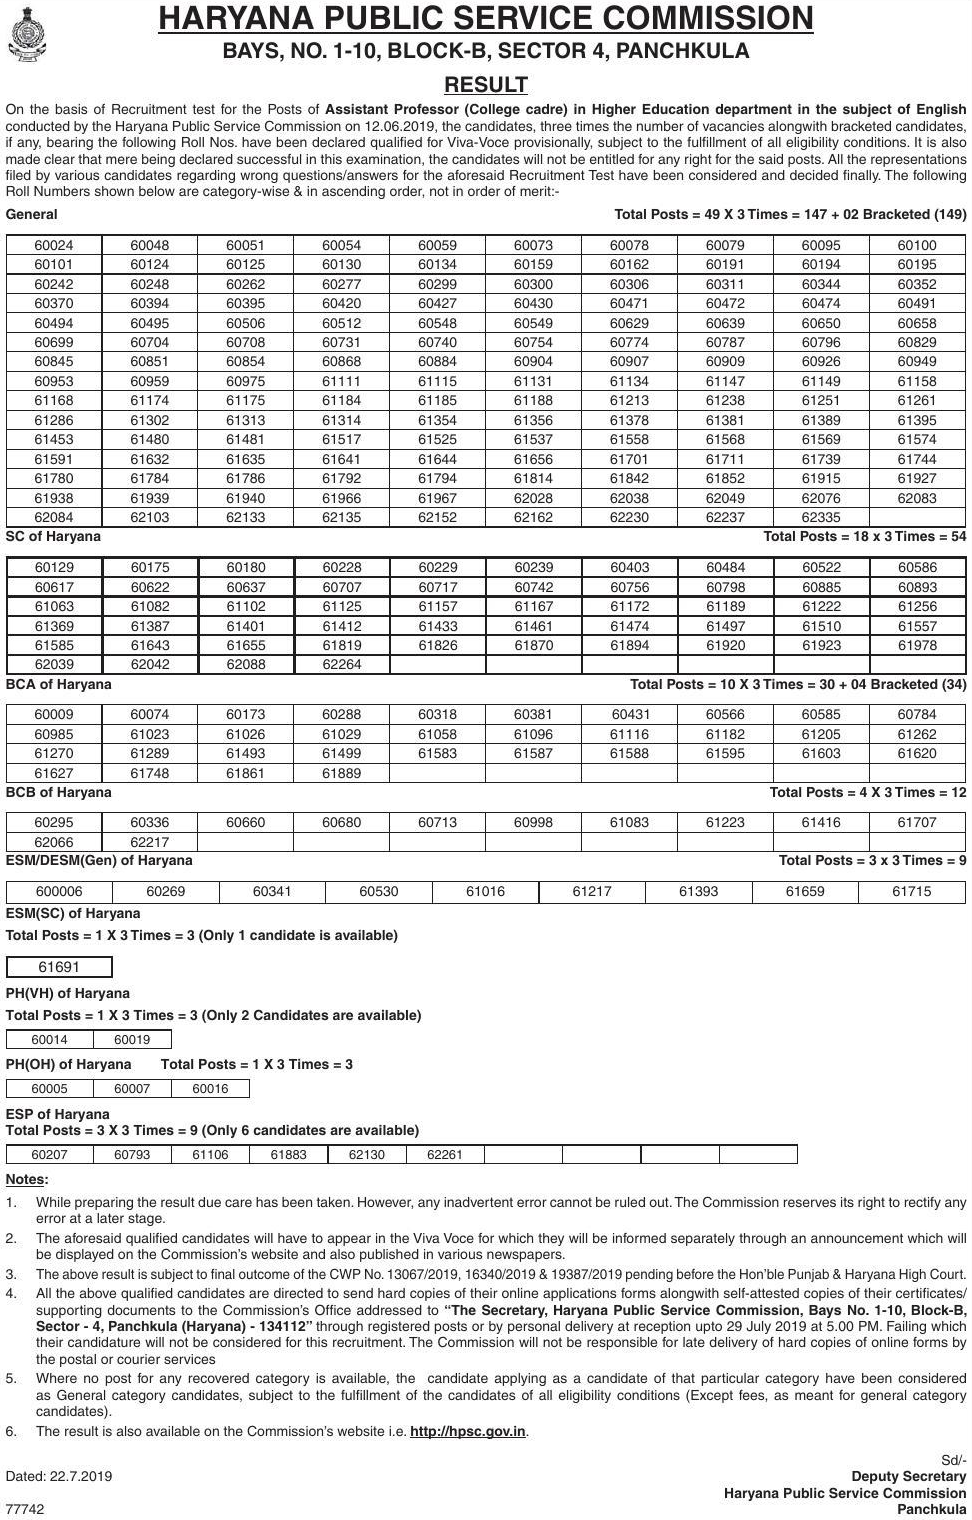 HARYANA PUBLIC SERVICE COMMISSION
BAYS, NO. 1-10, BLOCK-B, SECTOR 4, PANCHKULA
RESULT
On the basis of Recruitment test for the Posts of Assistant Professor (College cadre) in Higher Education department in the subject of English
conducted by the Haryana Public Service Commission on 12.06.2019, the candidates, three times the number of vacancies alongwith bracketed candidates,
if any, bearing the following Roll Nos. have been declared qualified for Viva-Voce provisionally, subject to the fulfillment of all eligibility conditions. It is also
made clear that mere being declared successful in this examination, the candidates will not be entitled for any right for the said posts. All the representations
filed by various candidates regarding wrong questions/answers for the aforesaid Recruitment Test have been considered and decided finally. The following
Roll Numbers shown below are category-wise & in ascending order, not in order of merit:-
General Total Posts = 49 X 3 Times = 147 + 02 Bracketed (149)
60024 60048 60051 60054 60059 60073 60078 60079 60095 60100
60101 60124 60125 60130 60134 60159 60162 60191 60194 60195
60242 60248 60262 60277 60299 60300 60306 60311 60344 60352
60370 60394 60395 60420 60427 60430 60471 60472 60474 60491
60494 60495 60506 60512 60548 60549 60629 60639 60650 60658
60699 60704 60708 60731 60740 60754 60774 60787 60796 60829
60845 60851 60854 60868 60884 60904 60907 60909 60926 60949
60953 60959 60975 61111 61115 61131 61134 61147 61149 61158
61168 61174 61175 61184 61185 61188 61213 61238 61251 61261
61286 61302 61313 61314 61354 61356 61378 61381 61389 61395
61453 61480 61481 61517 61525 61537 61558 61568 61569 61574
61591 61632 61635 61641 61644 61656 61701 61711 61739 61744
61780 61784 61786 61792 61794 61814 61842 61852 61915 61927
61938 61939 61940 61966 61967 62028 62038 62049 62076 62083
62084 62103 62133 62135 62152 62162 62230 62237 62335
SC of Haryana Total Posts = 18 x 3 Times = 54
60129 60175 60180 60228 60229 60239 60403 60484 60522 60586
60617 60622 60637 60707 60717 60742 60756 60798 60885 60893
61063 61082 61102 61125 61157 61167 61172 61189 61222 61256
61369 61387 61401 61412 61433 61461 61474 61497 61510 61557
61585 61643 61655 61819 61826 61870 61894 61920 61923 61978
62039 62042 62088 62264
BCA of Haryana Total Posts = 10 X 3 Times = 30 + 04 Bracketed (34)
60009 60074 60173 60288 60318 60381 60431 60566 60585 60784
60985 61023 61026 61029 61058 61096 61116 61182 61205 61262
61270 61289 61493 61499 61583 61587 61588 61595 61603 61620
61627 61748 61861 61889
BCB of Haryana Total Posts = 4 X 3 Times = 12
60295 60336 60660 60680 60713 60998 61083 61223 61416 61707
62066 62217
ESM/DESM(Gen) of Haryana Total Posts = 3 x 3 Times = 9
600006 60269 60341 60530 61016 61217 61393 61659 61715
ESM(SC) of Haryana
Total Posts = 1 X 3 Times = 3 (Only 1 candidate is available)
61691
PH(VH) of Haryana
Total Posts = 1 X 3 Times = 3 (Only 2 Candidates are available)
60014 60019
PH(OH) of Haryana Total Posts = 1 X 3 Times = 3
60005 60007 60016
ESP of Haryana
Total Posts = 3 X 3 Times = 9 (Only 6 candidates are available)
60207 60793 61106 61883 62130 62261
Notes:
1. While preparing the result due care has been taken. However, any inadvertent error cannot be ruled out. The Commission reserves its right to rectify any
error at a later stage.
2. The aforesaid qualified candidates will have to appear in the Viva Voce for which they will be informed separately through an announcement which will
be displayed on the Commission's website and also published in various newspapers.
3. The above result is subject to final outcome of the CWP No. 13067/2019, 16340/2019 & 19387/2019 pending before the Hon'ble Punjab & Haryana High Court.
4. All the above qualified candidates are directed to send hard copies of their online applications forms alongwith self-attested copies of their certificates/
supporting documents to the Commission's Office addressed to “The Secretary, Haryana Public Service Commission, Bays No. 1-10, Block-B,
Sector - 4, Panchkula (Haryana) - 134112” through registered posts or by personal delivery at reception upto 29 July 2019 at 5.00 PM. Failing which
their candidature will not be considered for this recruitment. The Commission will not be responsible for late delivery of hard copies of online forms by
the postal or courier services
5. Where no post for any recovered category is available, the candidate applying as a candidate of that particular category have been considered
as General category candidates, subject to the fulfillment of the candidates of all eligibility conditions (Except fees, as meant for general category
candidates).
6. The result is also available on the Commission's website i.e. http://hpsc.gov.in.
Sd/-
Dated: 22.7.2019 Deputy Secretary
Haryana Public Service Commission
77742 Panchkula